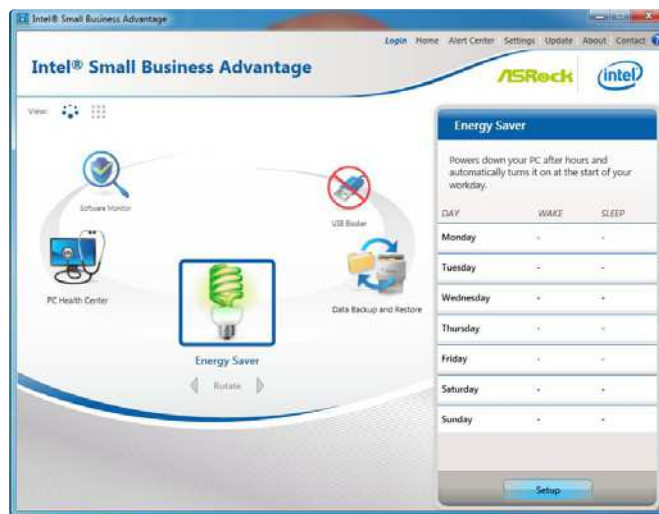 Intel® Small Business Advantage
Login Home Alert Center Settings Update About Contact ?
Intel® Small Business Advantage
ASRock
intel
View:
Energy Saver
Powers down your PC after hours and
automatically turns it on at the start of your
workday.
DAY WAKE SLEEP
Monday - -
Tuesday - -
Wednesday - -
Thursday - -
Friday - -
Saturday - -
Sunday - -
Setup
Software Monitor
USB Blocker
PC Health Center
Data Backup and Restore
Energy Saver
Rotate